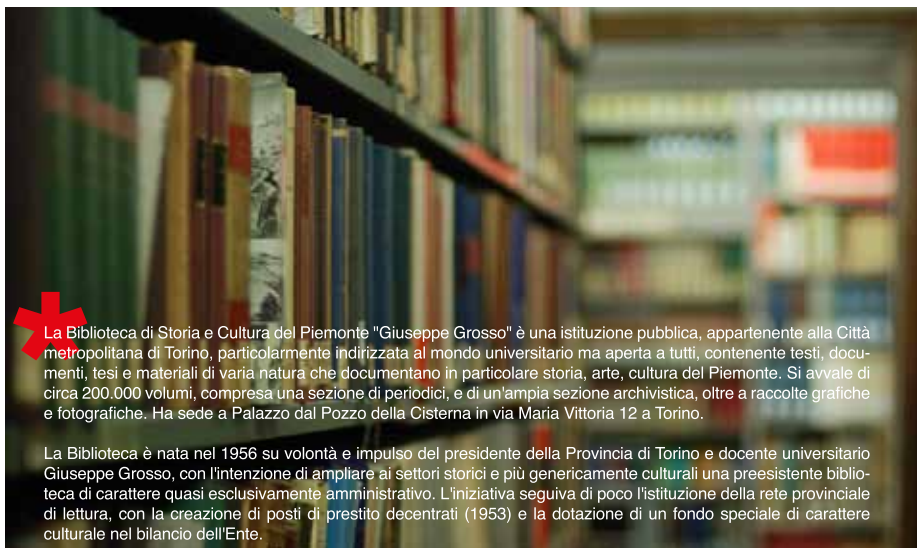 La Biblioteca di Storia e Cultura del Piemonte "Giuseppe Grosso" è una istituzione pubblica, appartenente alla Città
metropolitana di Torino, particolarmente indirizzata al mondo universitario ma aperta a tutti, contenente testi, docu-
menti, tesi e materiali di varia natura che documentano in particolare storia, arte, cultura del Piemonte. Si avvale di
circa 200.000 volumi, compresa una sezione di periodici, e di un'ampia sezione archivistica, oltre a raccolte grafiche
e fotografiche. Ha sede a Palazzo dal Pozzo della Cisterna in via Maria Vittoria 12 a Torino.
La Biblioteca è nata nel 1956 su volontà e impulso del presidente della Provincia di Torino e docente universitario
Giuseppe Grosso, con l'intenzione di ampliare ai settori storici e più genericamente culturali una preesistente biblio-
teca di carattere quasi esclusivamente amministrativo. L'iniziativa seguiva di poco l'istituzione della rete provinciale
di lettura, con la creazione di posti di prestito decentrati (1953) e la dotazione di un fondo speciale di carattere
culturale nel bilancio dell'Ente.